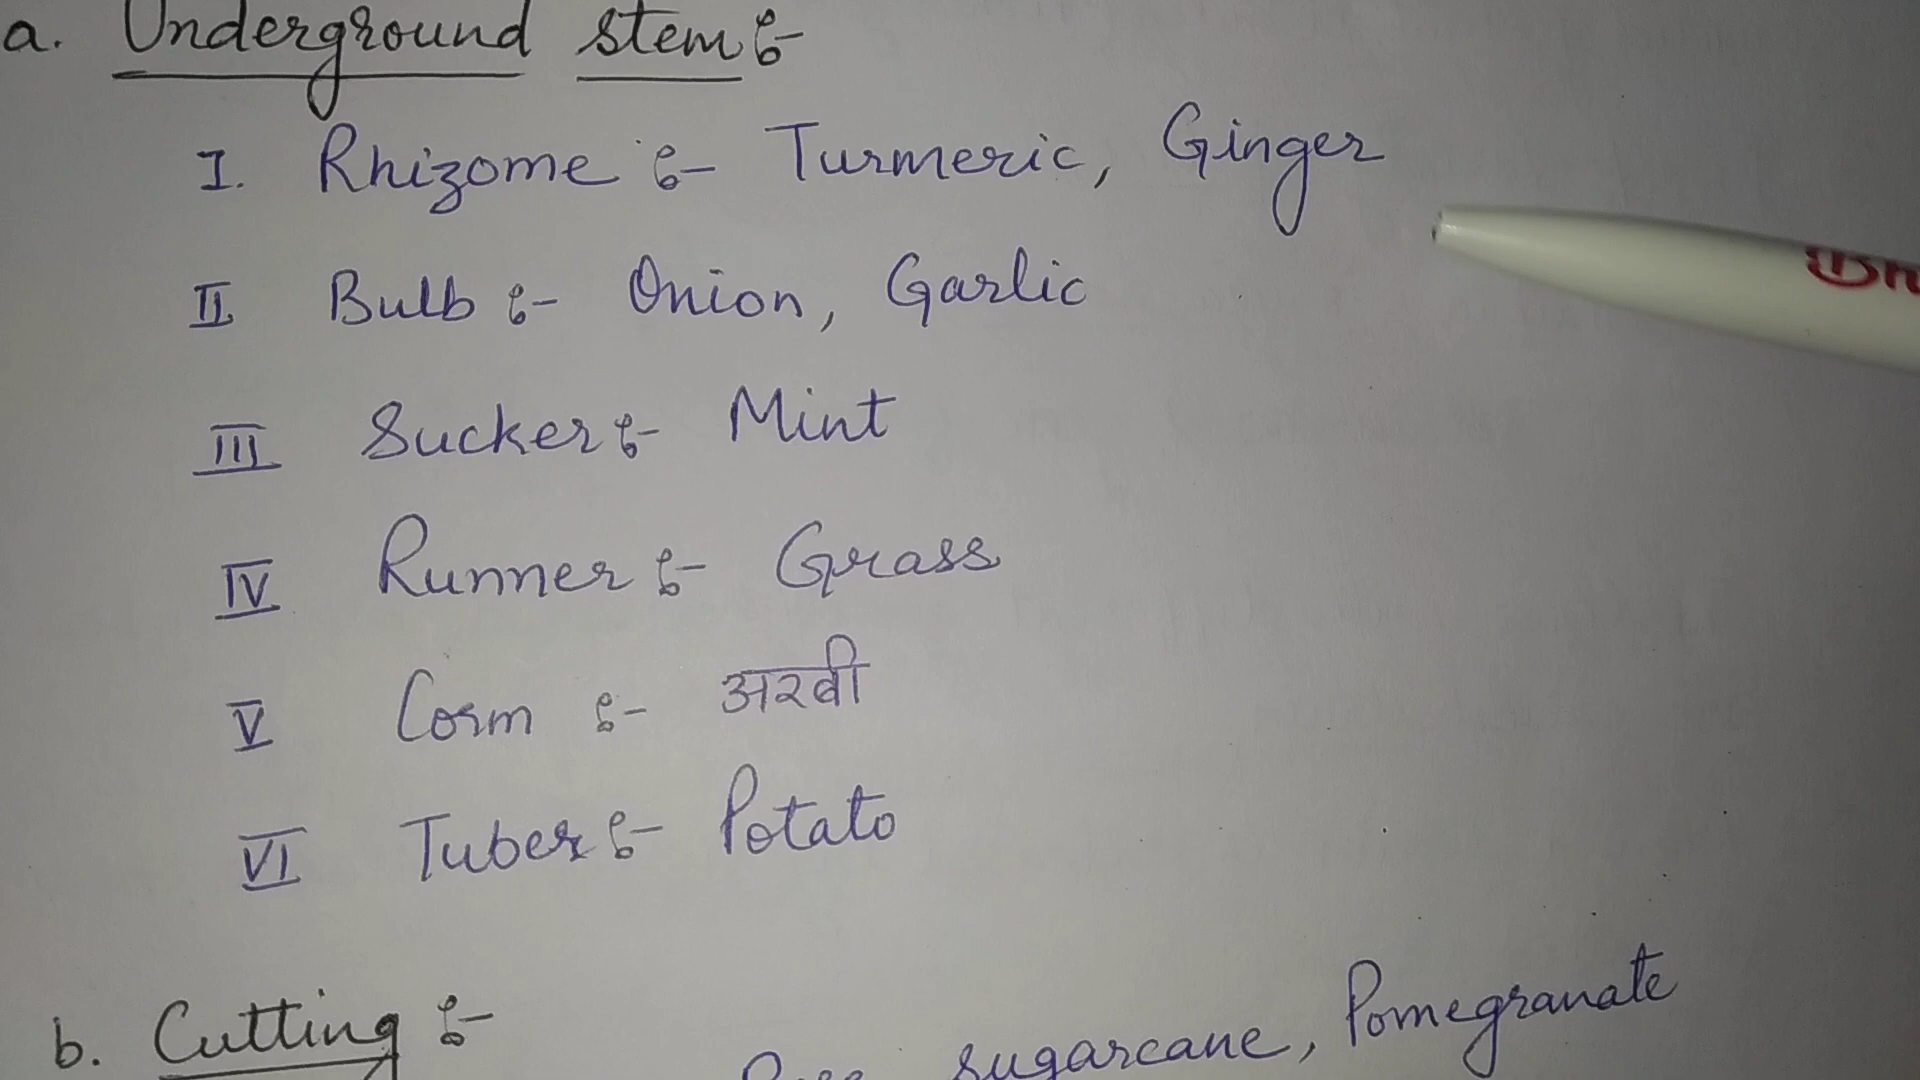 a. Underground stem :-
I. Rhizome :- Turmeric, Ginger
II Bulb :- Onion, Garlic
III Sucker :- Mint
IV Runner :- Grass
V Corm :- अरबी
VI Tuber :- Potato
b. Cutting :-
sugarcane, Pomegranate